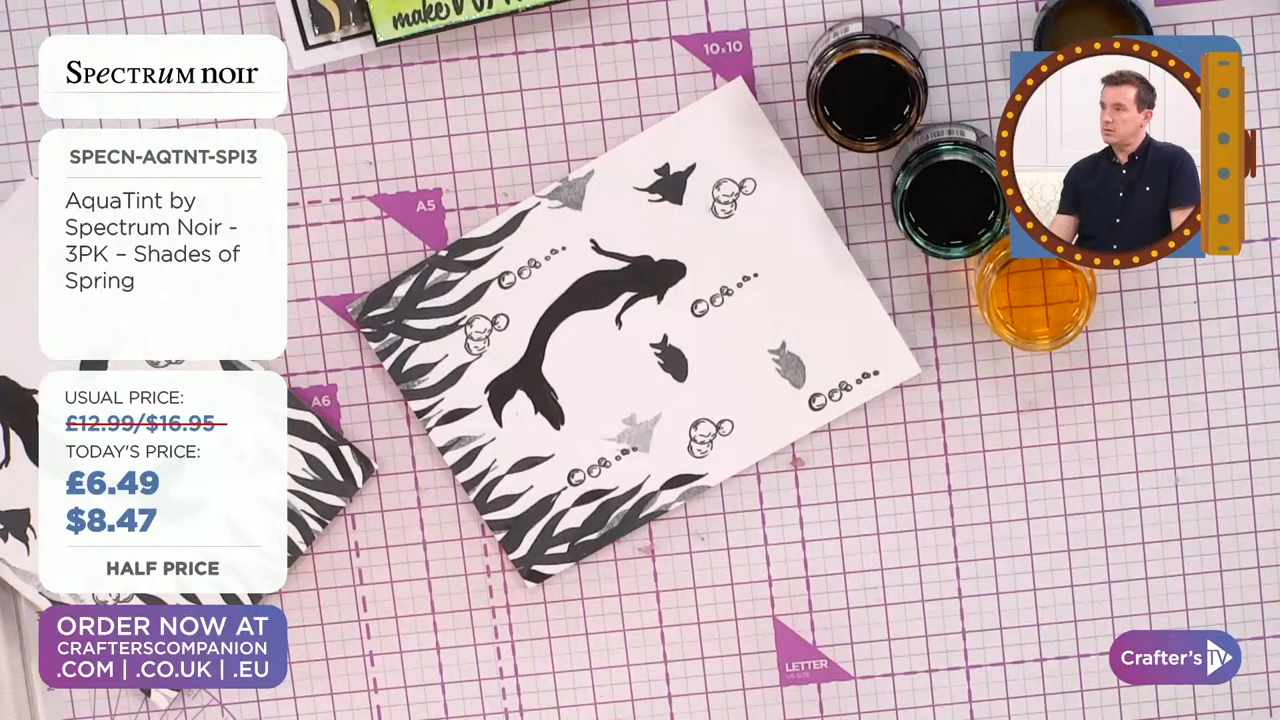 make
10x10
SPECTRUM NOIR
SPECN-AQTNT-SPI3
AquaTint by
Spectrum Noir -
3PK – Shades of
Spring
A5
A6
USUAL PRICE:
£12.99/$16.95
TODAY'S PRICE:
£6.49
$8.47
HALF PRICE
ORDER NOW AT
CRAFTERSCOMPANION
.COM | .CO.UK | .EU
LETTER
US SIZE
Crafter's TV